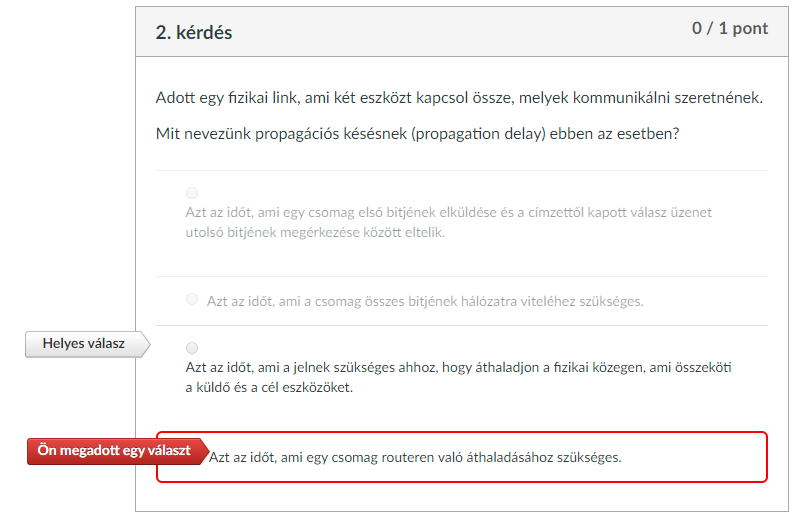 2. kérdés
0 / 1 pont
Adott egy fizikai link, ami két eszközt kapcsol össze, melyek kommunikálni szeretnének.
Mit nevezünk propagációs késésnek (propagation delay) ebben az esetben?
Azt az időt, ami egy csomag első bitjének elküldése és a címzettől kapott válasz üzenet
utolsó bitjének megérkezése között eltelik.
Azt az időt, ami a csomag összes bitjének hálózatra viteléhez szükséges.
Helyes válasz
Azt az időt, ami a jelnek szükséges ahhoz, hogy áthaladjon a fizikai közegen, ami összeköti
a küldő és a cél eszközöket.
Ön megadott egy választ
Azt az időt, ami egy csomag routeren való áthaladásához szükséges.